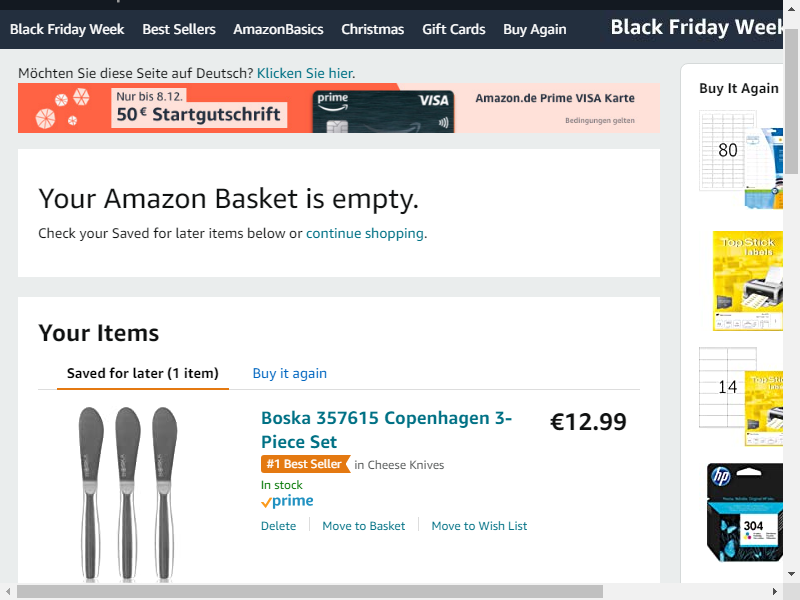 Black Friday Week Best Sellers AmazonBasics Christmas Gift Cards Buy Again Black Friday Week
Möchten Sie diese Seite auf Deutsch? Klicken Sie hier.
Nur bis 8.12.
50€ Startgutschrift
prime
VISA
Amazon.de Prime VISA Karte
Bedingungen gelten
Your Amazon Basket is empty.
Check your Saved for later items below or continue shopping.
Your Items
Saved for later (1 item) Buy it again
Boska 357615 Copenhagen 3-
Piece Set
€12.99
#1 Best Seller in Cheese Knives
In stock
prime
Delete Move to Basket Move to Wish List
Buy It Again
80
Top Stick
labels
14
Top Stick
hp
304